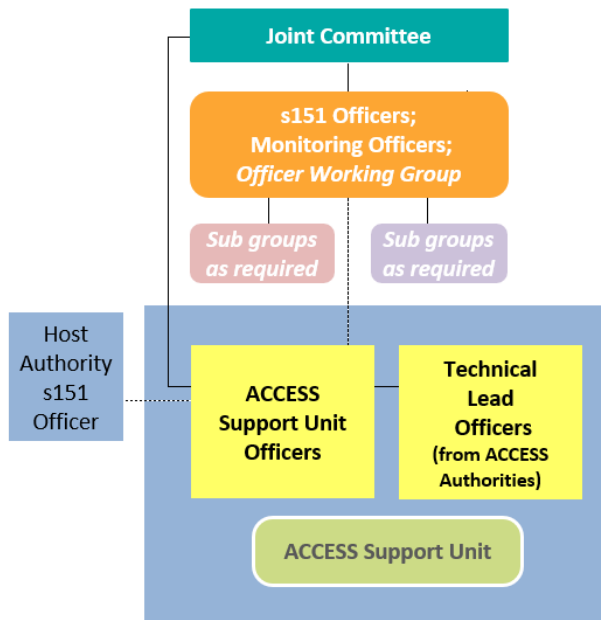 Joint Committee
s151 Officers;
Monitoring Officers;
Officer Working Group
Sub groups
as required
Sub groups
as required
Host
Authority
s151
Officer
ACCESS
Support Unit
Officers
Technical
Lead
Officers
(from ACCESS
Authorities)
ACCESS Support Unit